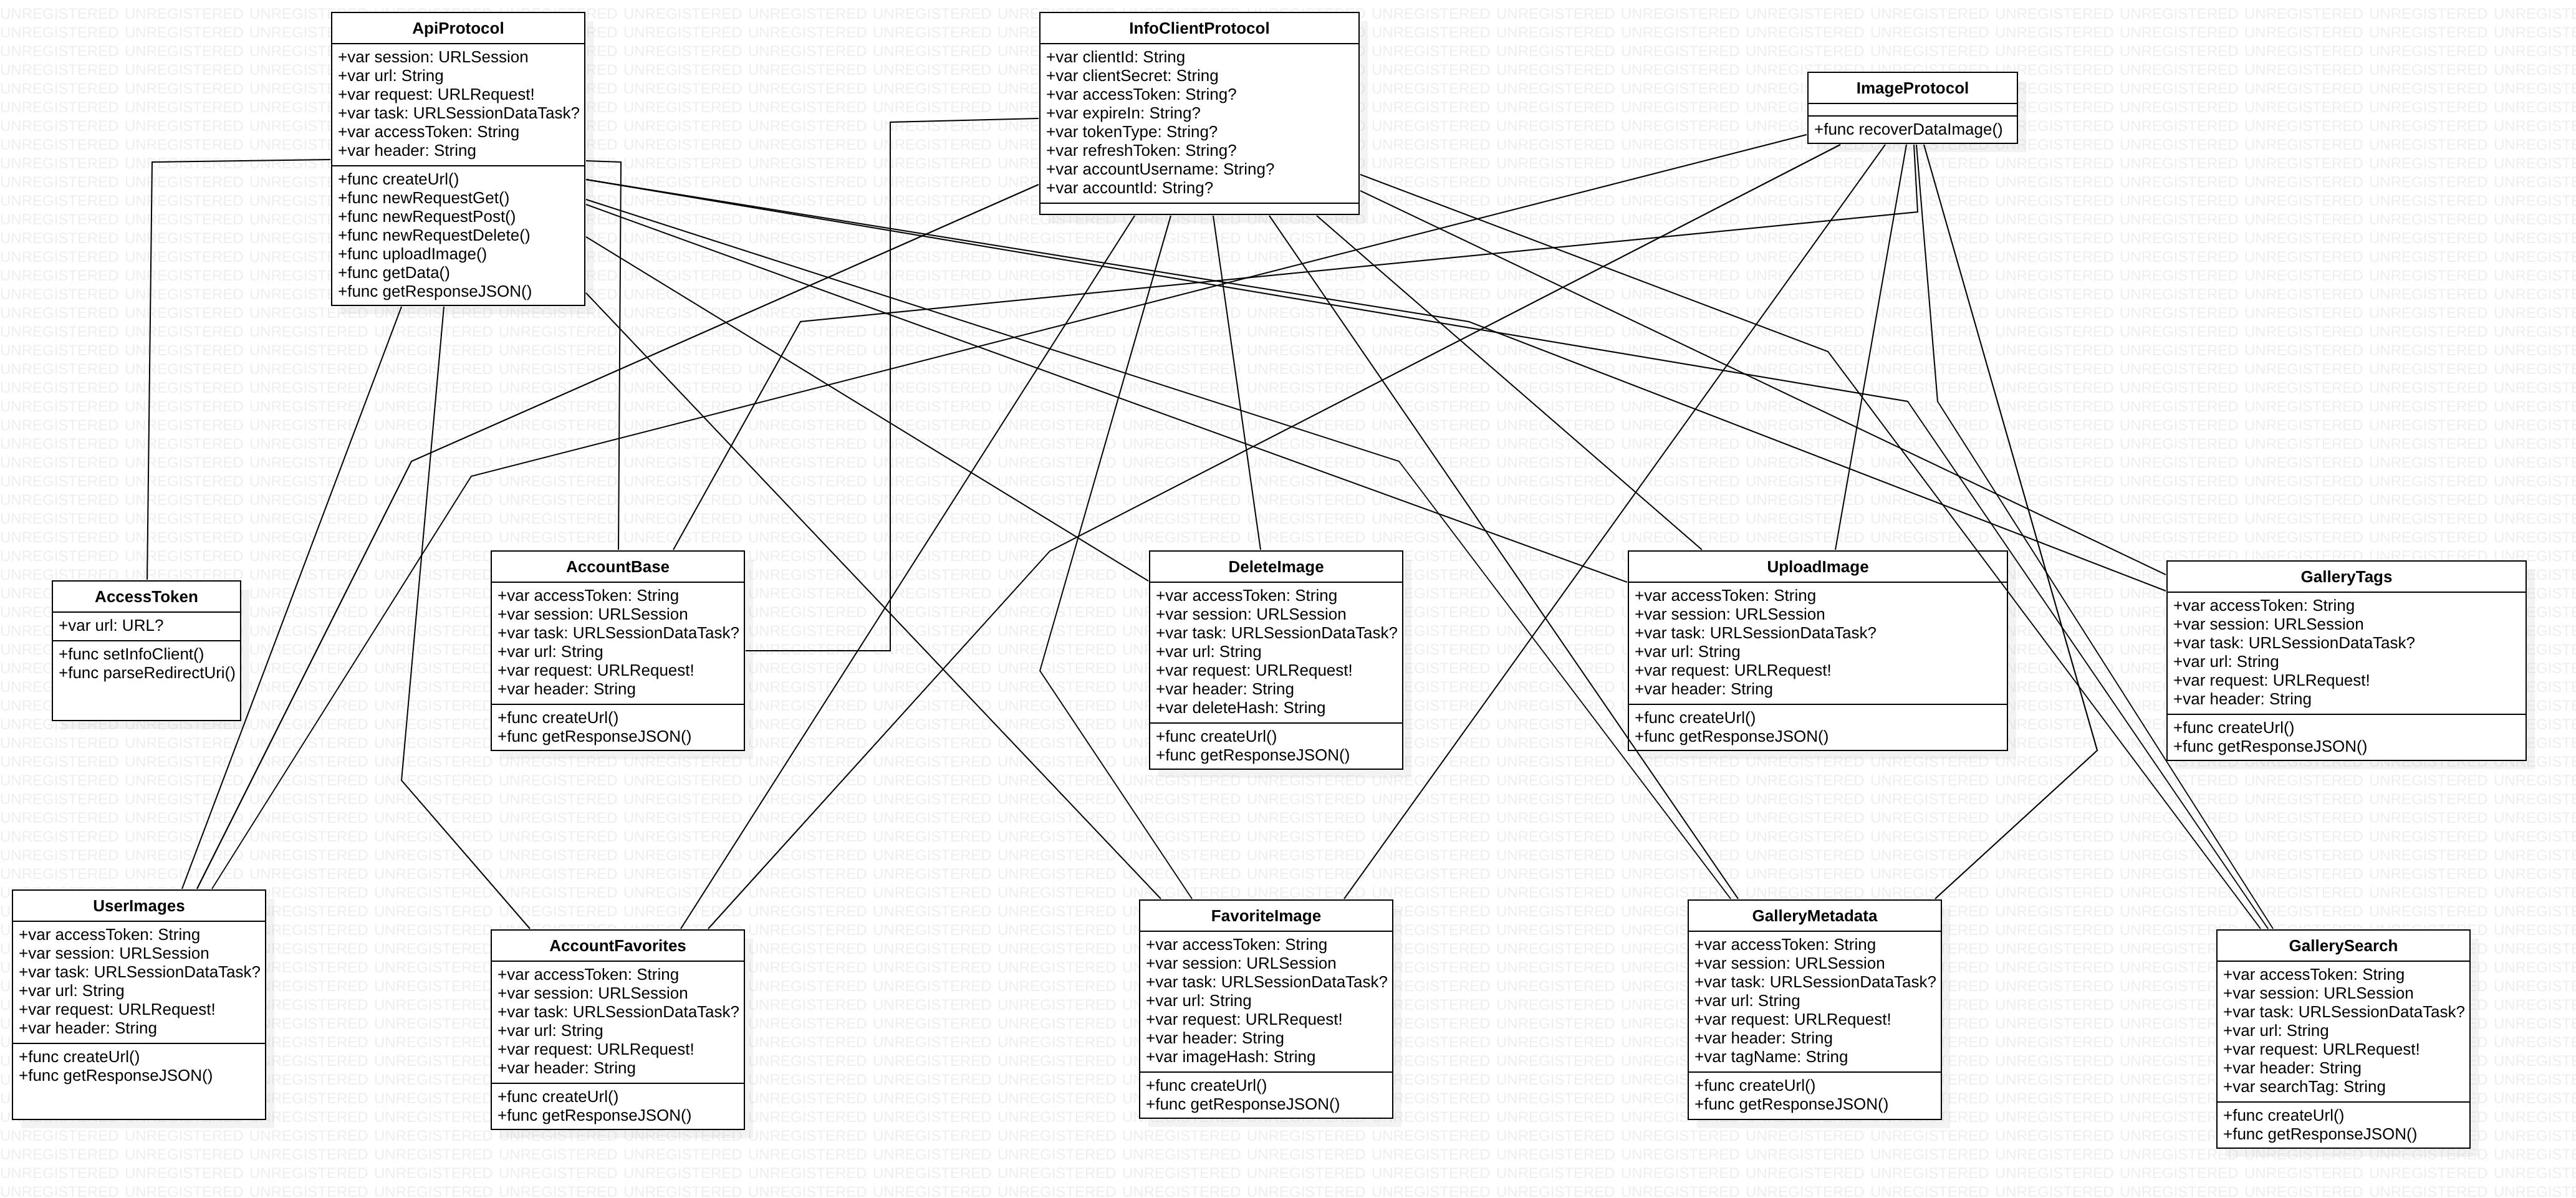 ApiProtocol
+var session: URLSession
+var url: String
+var request: URLRequest!
+var task: URLSessionDataTask?
+var accessToken: String
+var header: String
+func createUrl()
+func newRequestGet()
+func newRequestPost()
+func newRequestDelete()
+func uploadImage()
+func getData()
+func getResponseJSON()
InfoClientProtocol
+var clientId: String
+var clientSecret: String
+var accessToken: String?
+var expireIn: String?
+var tokenType: String?
+var refreshToken: String?
+var accountUsername: String?
+var accountId: String?
ImageProtocol
+func recoverDataImage()
AccessToken
+var url: URL?
+func setInfoClient()
+func parseRedirectUri()
AccountBase
+var accessToken: String
+var session: URLSession
+var task: URLSessionDataTask?
+var url: String
+var request: URLRequest!
+var header: String
+func createUrl()
+func getResponseJSON()
DeleteImage
+var accessToken: String
+var session: URLSession
+var task: URLSessionDataTask?
+var url: String
+var request: URLRequest!
+var header: String
+var deleteHash: String
+func createUrl()
+func getResponseJSON()
UploadImage
+var accessToken: String
+var session: URLSession
+var task: URLSessionDataTask?
+var url: String
+var request: URLRequest!
+var header: String
+func createUrl()
+func getResponseJSON()
GalleryTags
+var accessToken: String
+var session: URLSession
+var task: URLSessionDataTask?
+var url: String
+var request: URLRequest!
+var header: String
+func createUrl()
+func getResponseJSON()
UserImages
+var accessToken: String
+var session: URLSession
+var task: URLSessionDataTask?
+var url: String
+var request: URLRequest!
+var header: String
+func createUrl()
+func getResponseJSON()
AccountFavorites
+var accessToken: String
+var session: URLSession
+var task: URLSessionDataTask?
+var url: String
+var request: URLRequest!
+var header: String
+func createUrl()
+func getResponseJSON()
FavoriteImage
+var accessToken: String
+var session: URLSession
+var task: URLSessionDataTask?
+var url: String
+var request: URLRequest!
+var header: String
+var imageHash: String
+func createUrl()
+func getResponseJSON()
GalleryMetadata
+var accessToken: String
+var session: URLSession
+var task: URLSessionDataTask?
+var url: String
+var request: URLRequest!
+var header: String
+var tagName: String
+func createUrl()
+func getResponseJSON()
GallerySearch
+var accessToken: String
+var session: URLSession
+var task: URLSessionDataTask?
+var url: String
+var request: URLRequest!
+var header: String
+var searchTag: String
+func createUrl()
+func getResponseJSON()
UNREGISTERED